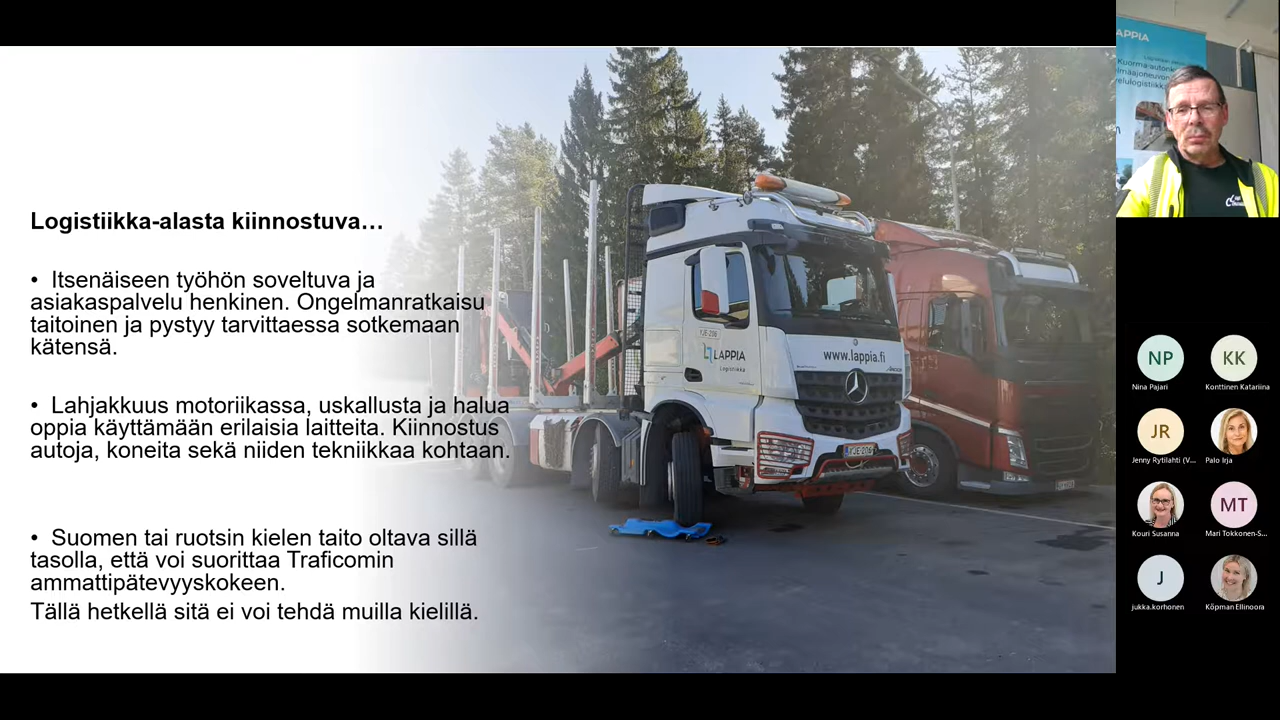 Logistiikka-alasta kiinnostuva…
• Itsenäiseen työhön soveltuva ja
asiakaspalvelu henkinen. Ongelmanratkaisu
taitoinen ja pystyy tarvittaessa sotkemaan
kätensä.
• Lahjakkuus motoriikassa, uskallusta ja halua
oppia käyttämään erilaisia laitteita. Kiinnostus
autoja, koneita sekä niiden tekniikkaa kohtaan.
• Suomen tai ruotsin kielen taito oltava sillä
tasolla, että voi suorittaa Traficomin
ammattipätevyyskokeen.
Tällä hetkellä sitä ei voi tehdä muilla kielillä.
LAPPIA
Logistiikka
www.lappia.fi
APPIA
Kuorma-autonk
NP
KK
Nina Pajari
Konttinen Katariina
JR
Jenny Rytilahti (V...
Palo Irja
MT
Kouri Susanna
Mari Tokkonen-S...
J
jukka.korhonen
Köpman Ellinoora